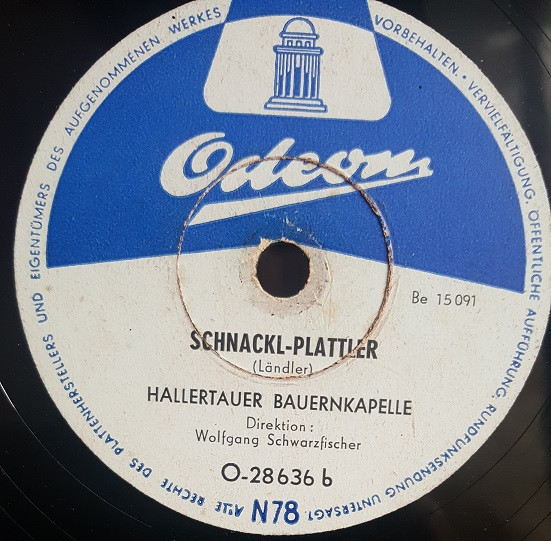 Odeon
Be 15091
SCHNACKL-PLATTLER
(Ländler)
HALLERTAUER BAUERNKAPELLE
Direktion:
Wolfgang Schwarzfischer
O-28636 b
N78
ALLE RECHTE DES PLATTENHERSTELLERS UND EIGENTÜMERS DES AUFGENOMMENEN WERKES VORBEHALTEN. • VERVIELFÄLTIGUNG, ÖFFENTLICHE AUFFÜHRUNG, RUNDFUNKSENDUNG UNTERSAGT.